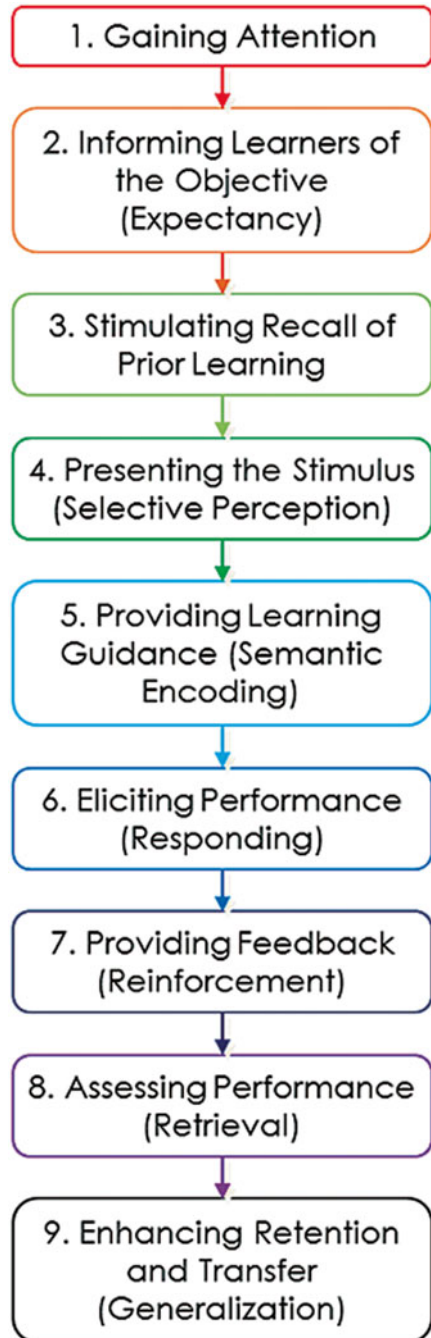 1. Gaining Attention
2. Informing Learners of
the Objective
(Expectancy)
3. Stimulating Recall of
Prior Learning
4. Presenting the Stimulus
(Selective Perception)
5. Providing Learning
Guidance (Semantic
Encoding)
6. Eliciting Performance
(Responding)
7. Providing Feedback
(Reinforcement)
8. Assessing Performance
(Retrieval)
9. Enhancing Retention
and Transfer
(Generalization)